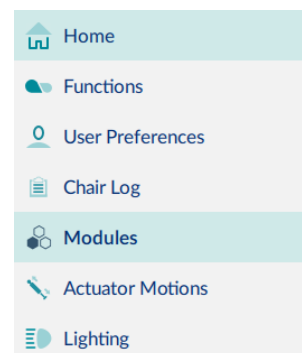 Home
Functions
User Preferences
Chair Log
Modules
Actuator Motions
Lighting